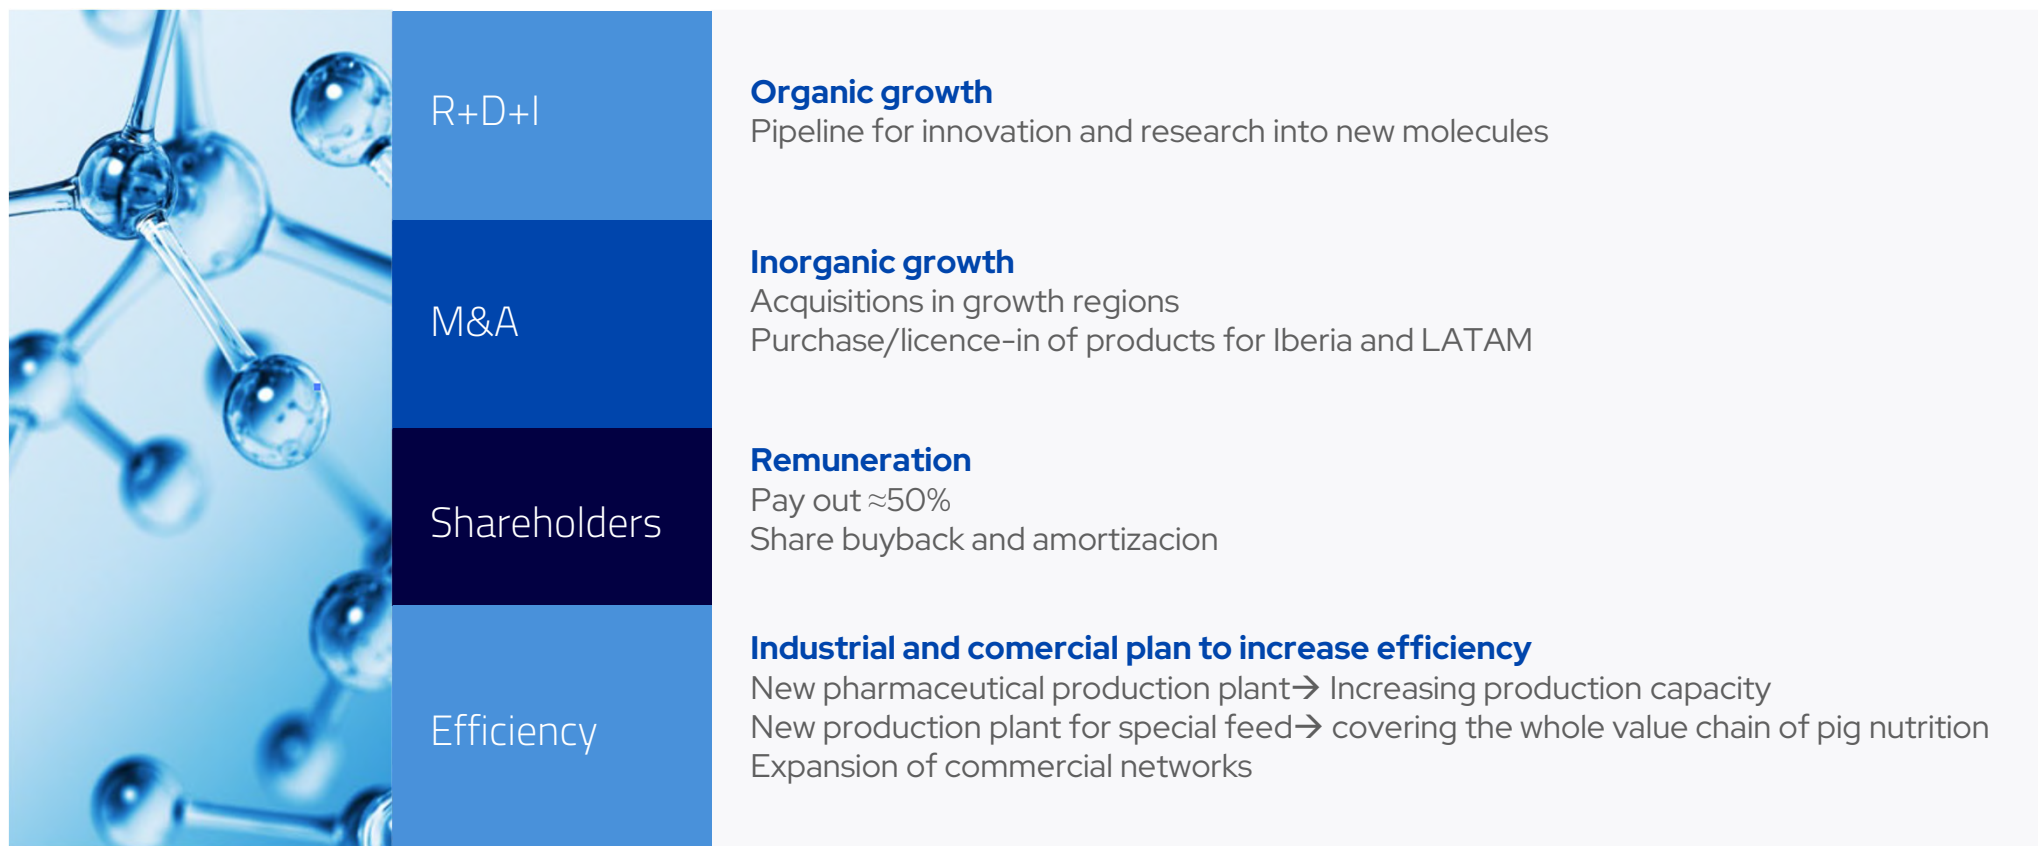 R+D+I
Organic growth
Pipeline for innovation and research into new molecules
M&A
Inorganic growth
Acquisitions in growth regions
Purchase/licence-in of products for Iberia and LATAM
Shareholders
Remuneration
Pay out ≈50%
Share buyback and amortizacion
Efficiency
Industrial and comercial plan to increase efficiency
New pharmaceutical production plant→ Increasing production capacity
New production plant for special feed→ covering the whole value chain of pig nutrition
Expansion of commercial networks